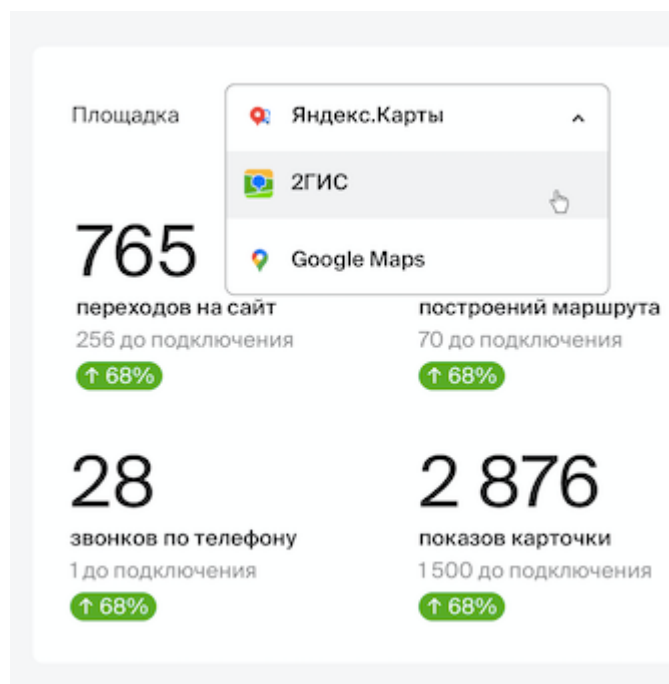 Площадка
Яндекс.Карты
2ГИС
Google Maps
765
переходов на сайт
256 до подключения
↑ 68%
построений маршрута
70 до подключения
↑ 68%
28
звонков по телефону
1 до подключения
↑ 68%
2 876
показов карточки
1 500 до подключения
↑ 68%